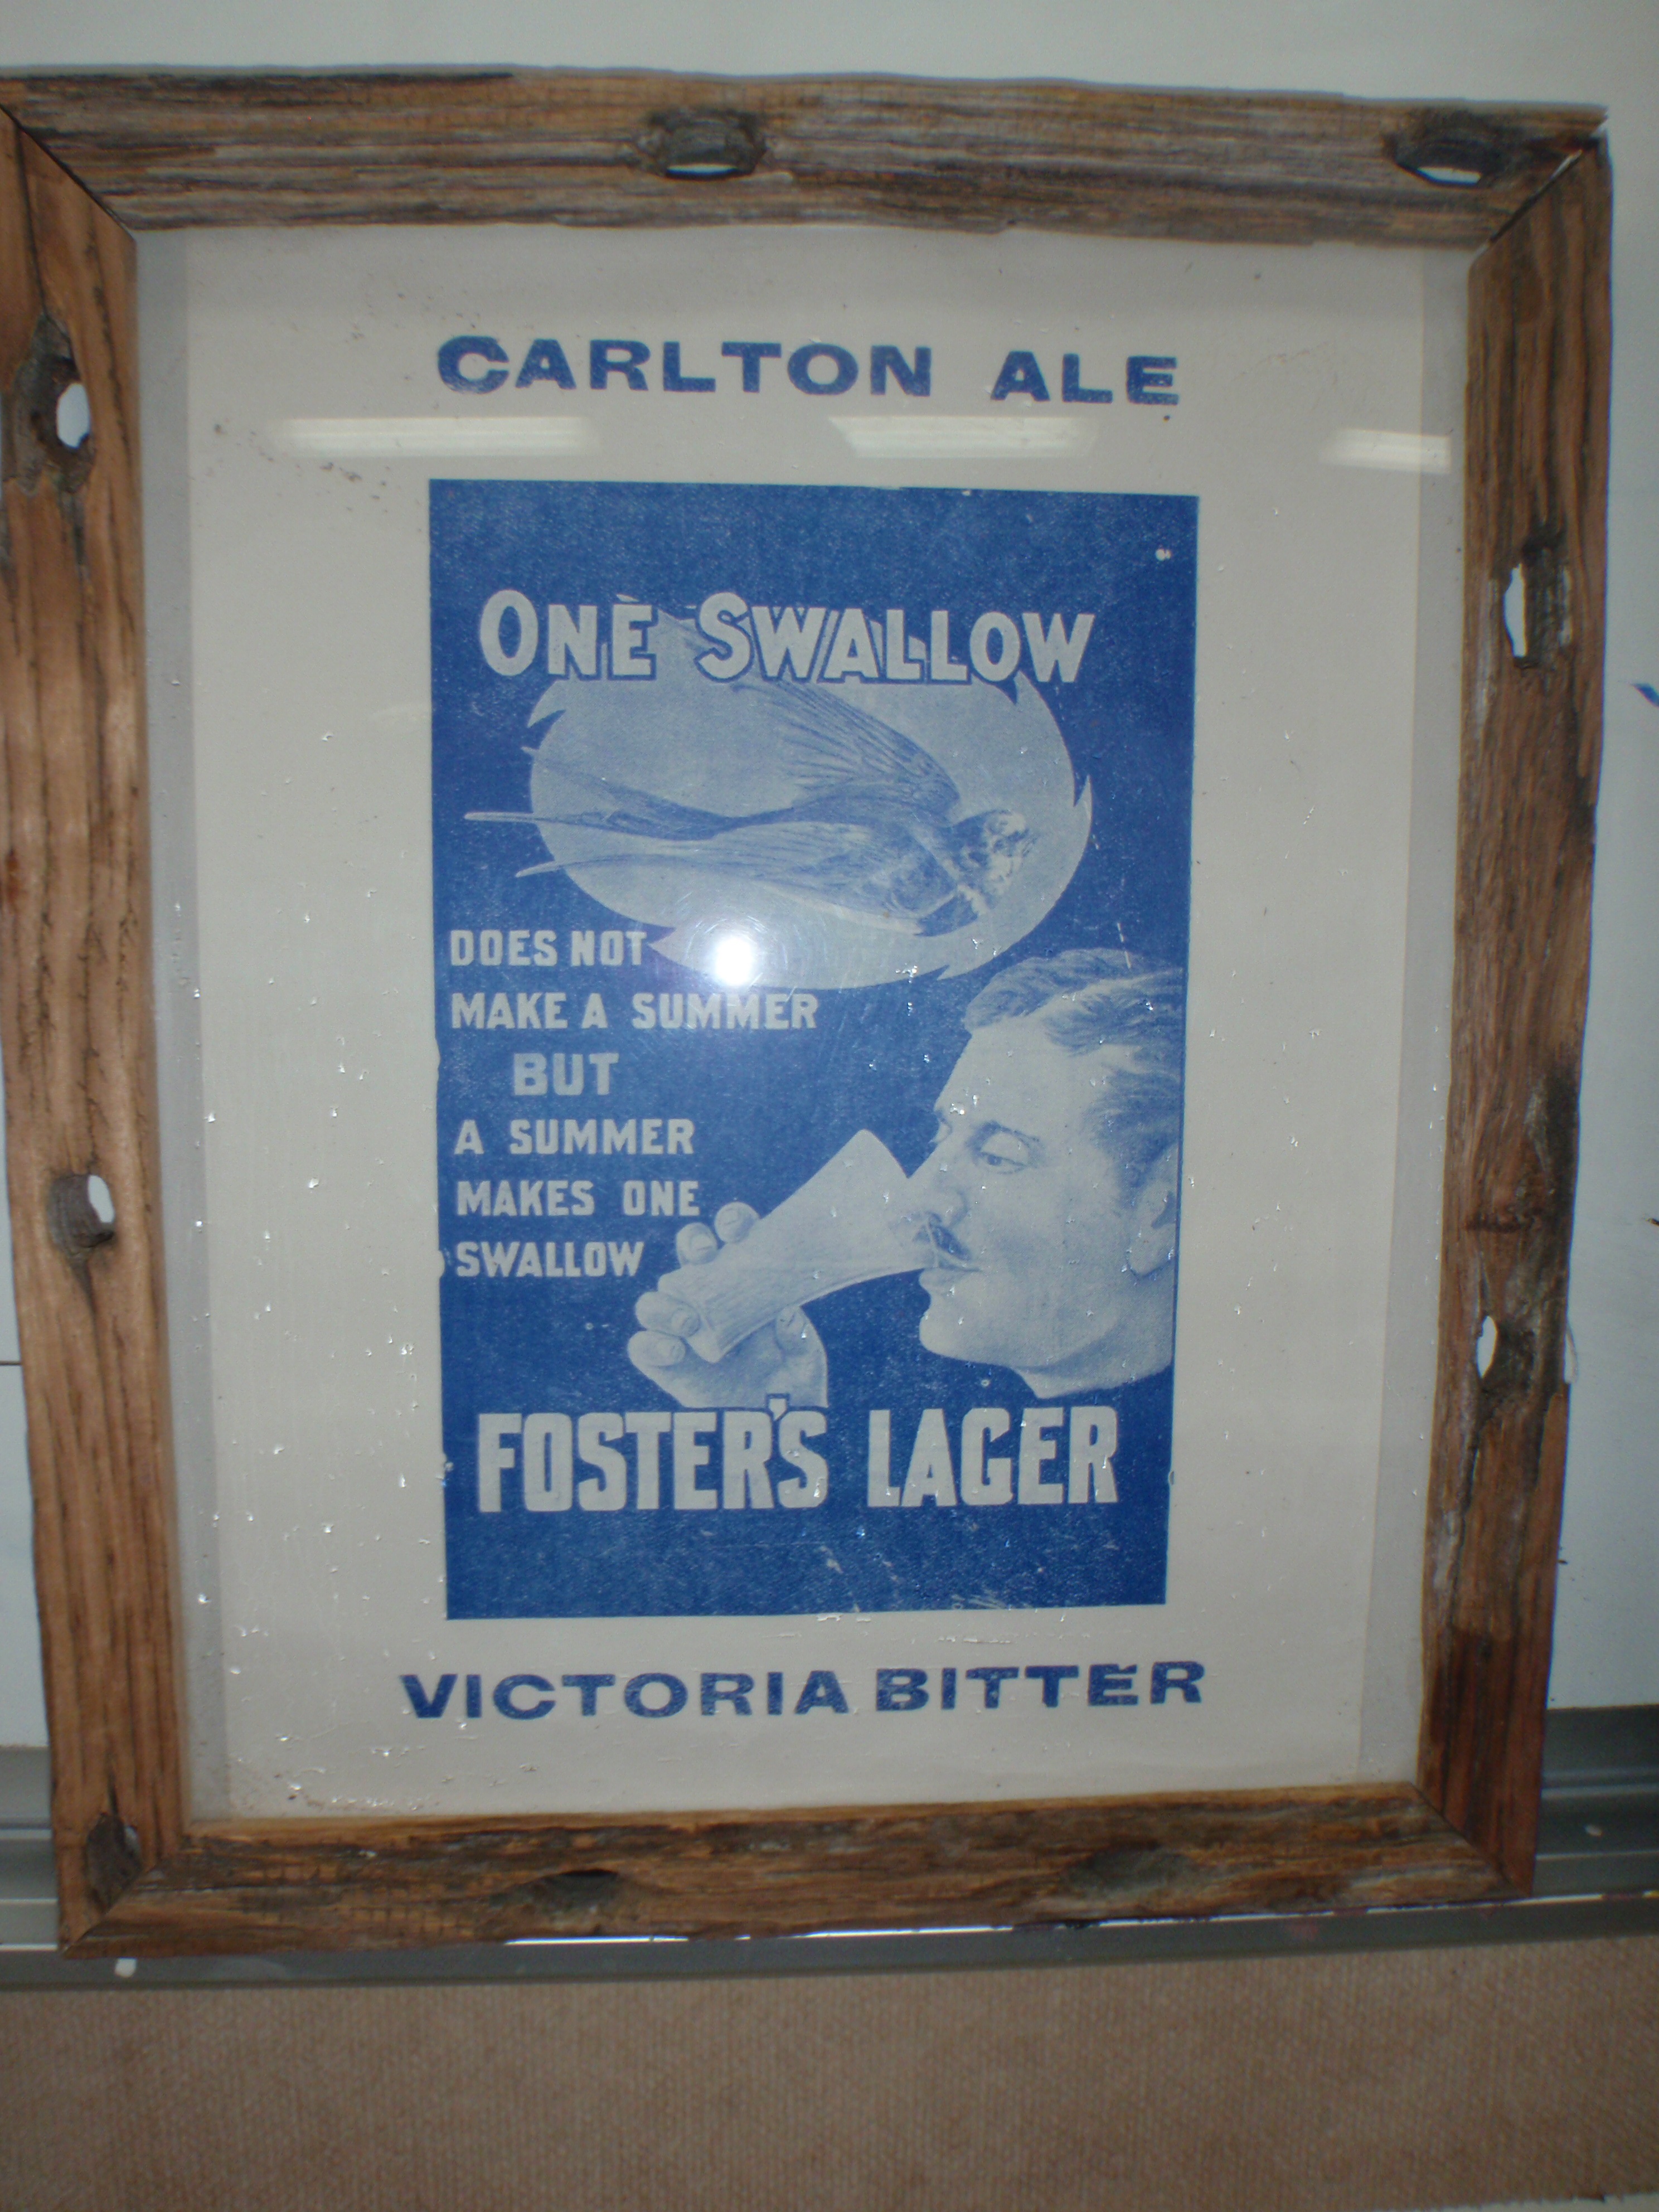 CARLTON ALE
ONE SWALLOW
DOES NOT
MAKE A SUMMER
BUT
A SUMMER
MAKES ONE
SWALLOW
FOSTER'S LAGER
VICTORIA BITTER